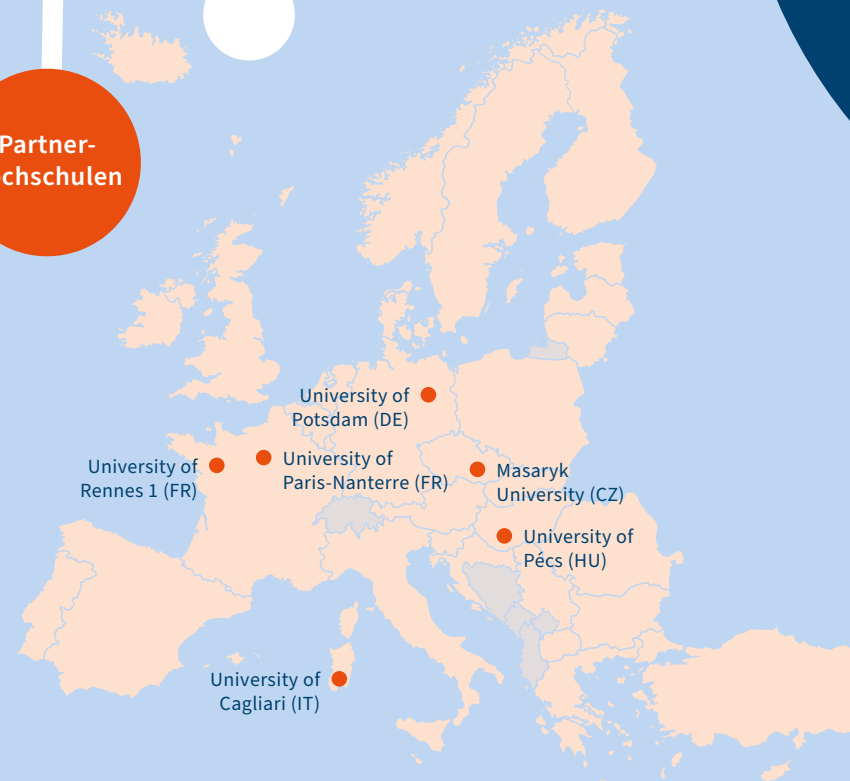 Partner-
chschulen
University of
Potsdam (DE)
University of
Rennes 1 (FR)
University of
Paris-Nanterre (FR)
Masaryk
University (CZ)
University of
Pécs (HU)
University of
Cagliari (IT)